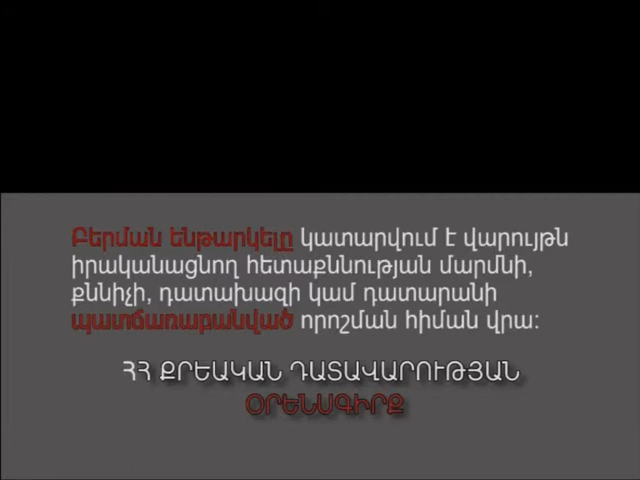 Բերման ենթարկելը կատարվում է վարույթն
իրականացնող հետաքննության մարմնի,
քննիչի, դատախազի կամ դատարանի
պատճառաբանված որոշման հիման վրա:
ՀՀ ՔՐԵԱԿԱՆ ԴԱՏԱՎԱՐՈՒԹՅԱՆ
ՕՐԵՆՍԳԻՐՔ